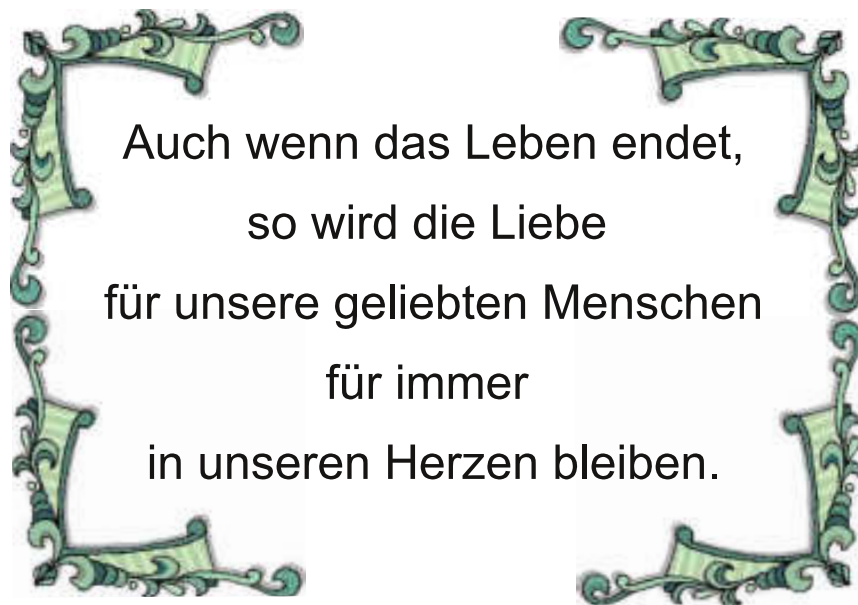 Auch wenn das Leben endet,
so wird die Liebe
für unsere geliebten Menschen
für immer
in unseren Herzen bleiben.